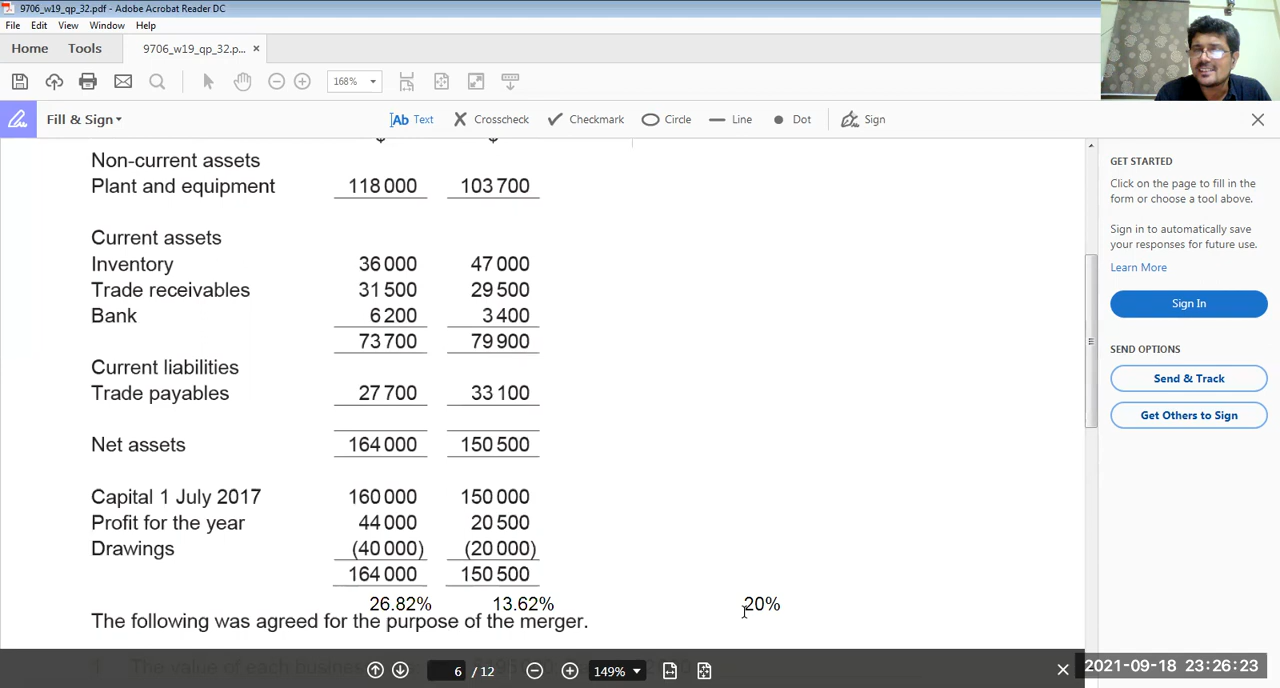 9706_w19_qp_32.pdf - Adobe Acrobat Reader DC
File Edit View Window Help
Home Tools 9706_w19_qp_32.p... ×
168%
Fill & Sign
Ab Text Crosscheck Checkmark Circle Line Dot Sign
Non-current assets
Plant and equipment 118 000 103 700
Current assets
Inventory 36 000 47 000
Trade receivables 31 500 29 500
Bank 6 200 3 400
73 700 79 900
Current liabilities
Trade payables 27 700 33 100
Net assets 164 000 150 500
Capital 1 July 2017 160 000 150 000
Profit for the year 44 000 20 500
Drawings (40 000) (20 000)
164 000 150 500
26.82% 13.62% 20%
The following was agreed for the purpose of the merger.
1 The value of each business
6 / 12 149%
GET STARTED
Click on the page to fill in the
form or choose a tool above.
Sign in to automatically save
your responses for future use.
Learn More
Sign In
SEND OPTIONS
Send & Track
Get Others to Sign
2021-09-18 23:26:23